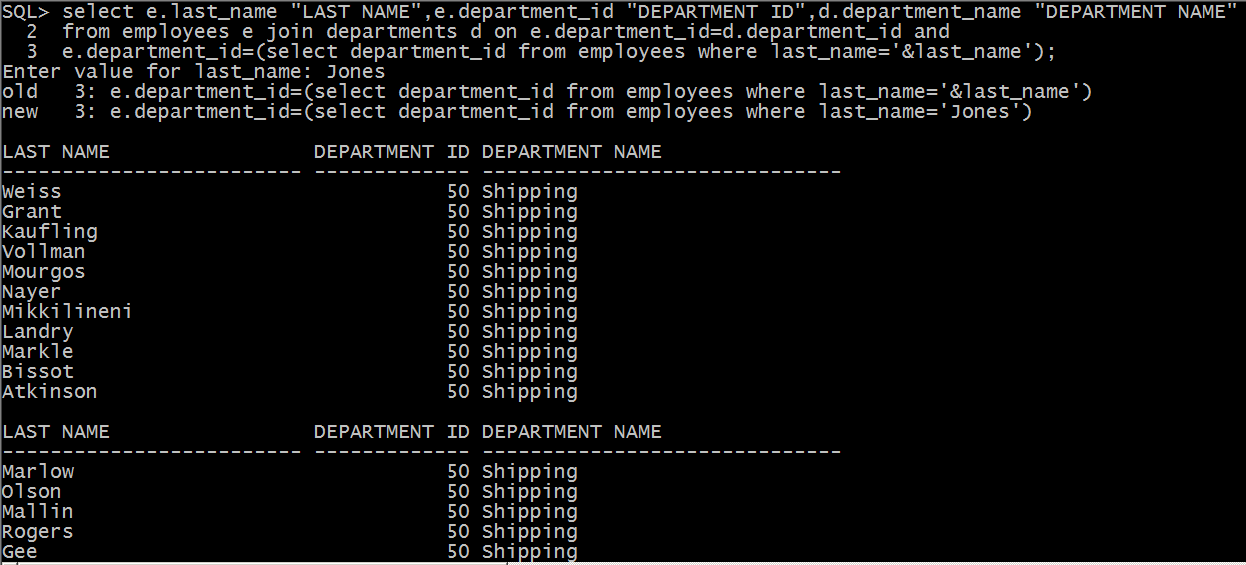 SQL> select e.last_name "LAST NAME",e.department_id "DEPARTMENT ID",d.department_name "DEPARTMENT NAME"
  2  from employees e join departments d on e.department_id=d.department_id and
  3  e.department_id=(select department_id from employees where last_name='&last_name');
Enter value for last_name: Jones
old   3: e.department_id=(select department_id from employees where last_name='&last_name')
new   3: e.department_id=(select department_id from employees where last_name='Jones')

LAST NAME                 DEPARTMENT ID DEPARTMENT NAME
------------------------- ------------- ------------------------------
Weiss                                50 Shipping
Grant                                50 Shipping
Kaufling                             50 Shipping
Vollman                              50 Shipping
Mourgos                              50 Shipping
Nayer                                50 Shipping
Mikkilineni                          50 Shipping
Landry                               50 Shipping
Markle                               50 Shipping
Bissot                               50 Shipping
Atkinson                             50 Shipping

LAST NAME                 DEPARTMENT ID DEPARTMENT NAME
------------------------- ------------- ------------------------------
Marlow                               50 Shipping
Olson                                50 Shipping
Mallin                               50 Shipping
Rogers                               50 Shipping
Gee                                  50 Shipping